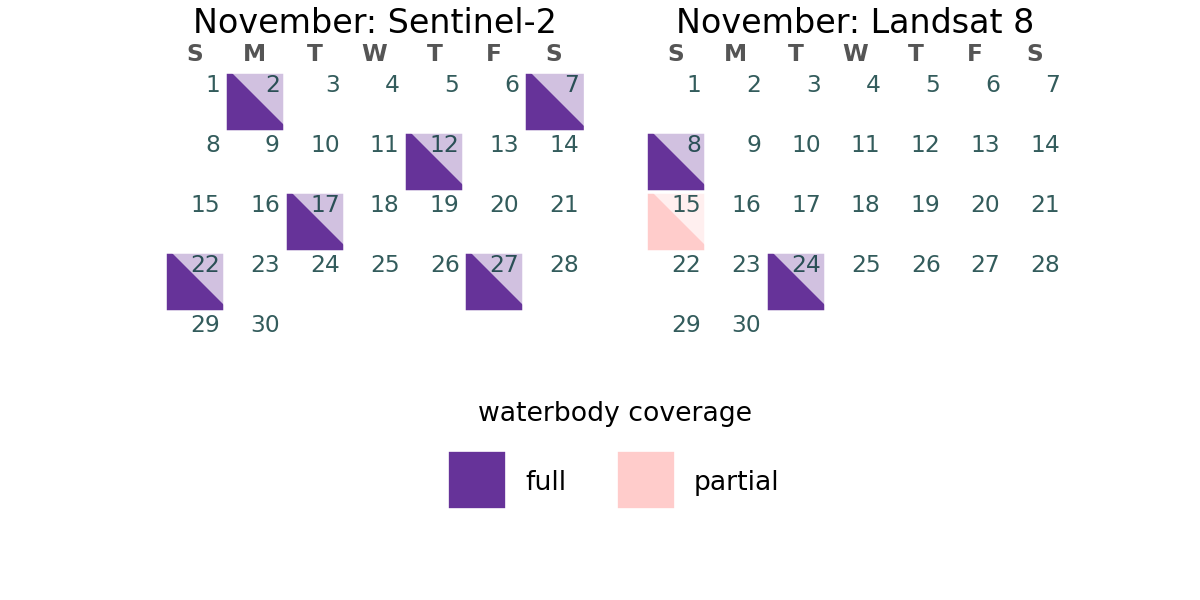 November: Sentinel-2
S M T W T F S
1 2 3 4 5 6 7
8 9 10 11 12 13 14
15 16 17 18 19 20 21
22 23 24 25 26 27 28
29 30
November: Landsat 8
S M T W T F S
1 2 3 4 5 6 7
8 9 10 11 12 13 14
15 16 17 18 19 20 21
22 23 24 25 26 27 28
29 30
waterbody coverage
full partial